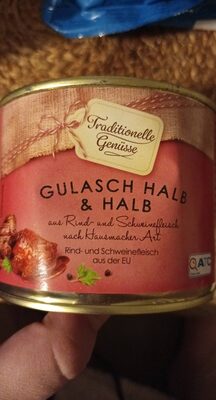 Traditionelle
Genüsse
GULASCH HALB
& HALB
aus Rind- und Schweinefleisch
nach Hausmacher Art
Rind- und Schweinefleisch
aus der EU